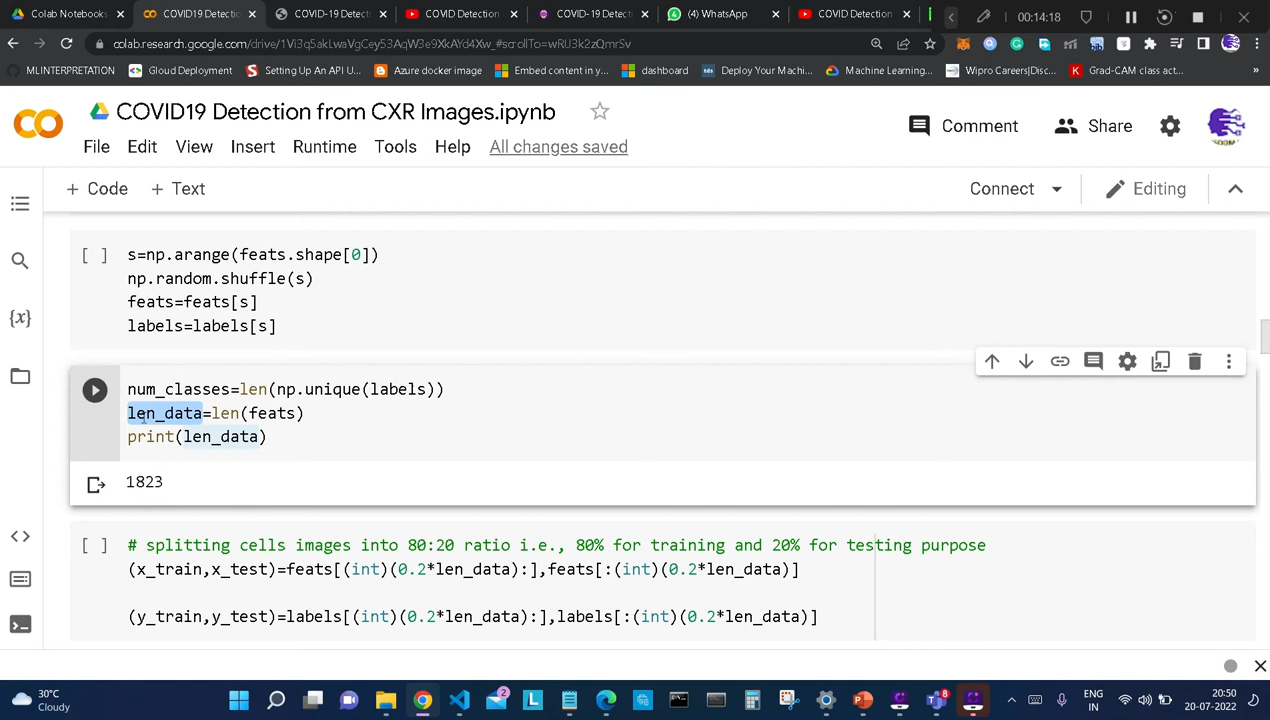 Colab Notebooks
COVID19 Detectio
COVID-19 Detect
COVID Detection
COVID-19 Detect
(4) WhatsApp
COVID Detection
00:14:18
colab.research.google.com/drive/1Vi3q5akLwaVgCey53AqW3e9XkAYd4Xw_#scrollTo=wRU3k2zQmrSv
MLINTERPRETATION
Gloud Deployment
Setting Up An API U...
Azure docker image
Embed content in y...
dashboard
Deploy Your Machi...
Machine Learning...
Wipro Careers|Disc...
Grad-CAM class act...
»
COVID19 Detection from CXR Images.ipynb
Comment
Share
File Edit View Insert Runtime Tools Help All changes saved
+ Code + Text
Connect
Editing
[ ] s=np.arange(feats.shape[0])
np.random.shuffle(s)
feats=feats[s]
labels=labels[s]
num_classes=len(np.unique(labels))
len_data=len(feats)
print(len_data)
1823
[ ] # splitting cells images into 80:20 ratio i.e., 80% for training and 20% for testing purpose
(x_train,x_test)=feats[(int)(0.2*len_data):],feats[:(int)(0.2*len_data)]
(y_train,y_test)=labels[(int)(0.2*len_data):],labels[:(int)(0.2*len_data)]
{x}
30°C
Cloudy
2
8
ENG
IN
20:50
20-07-2022